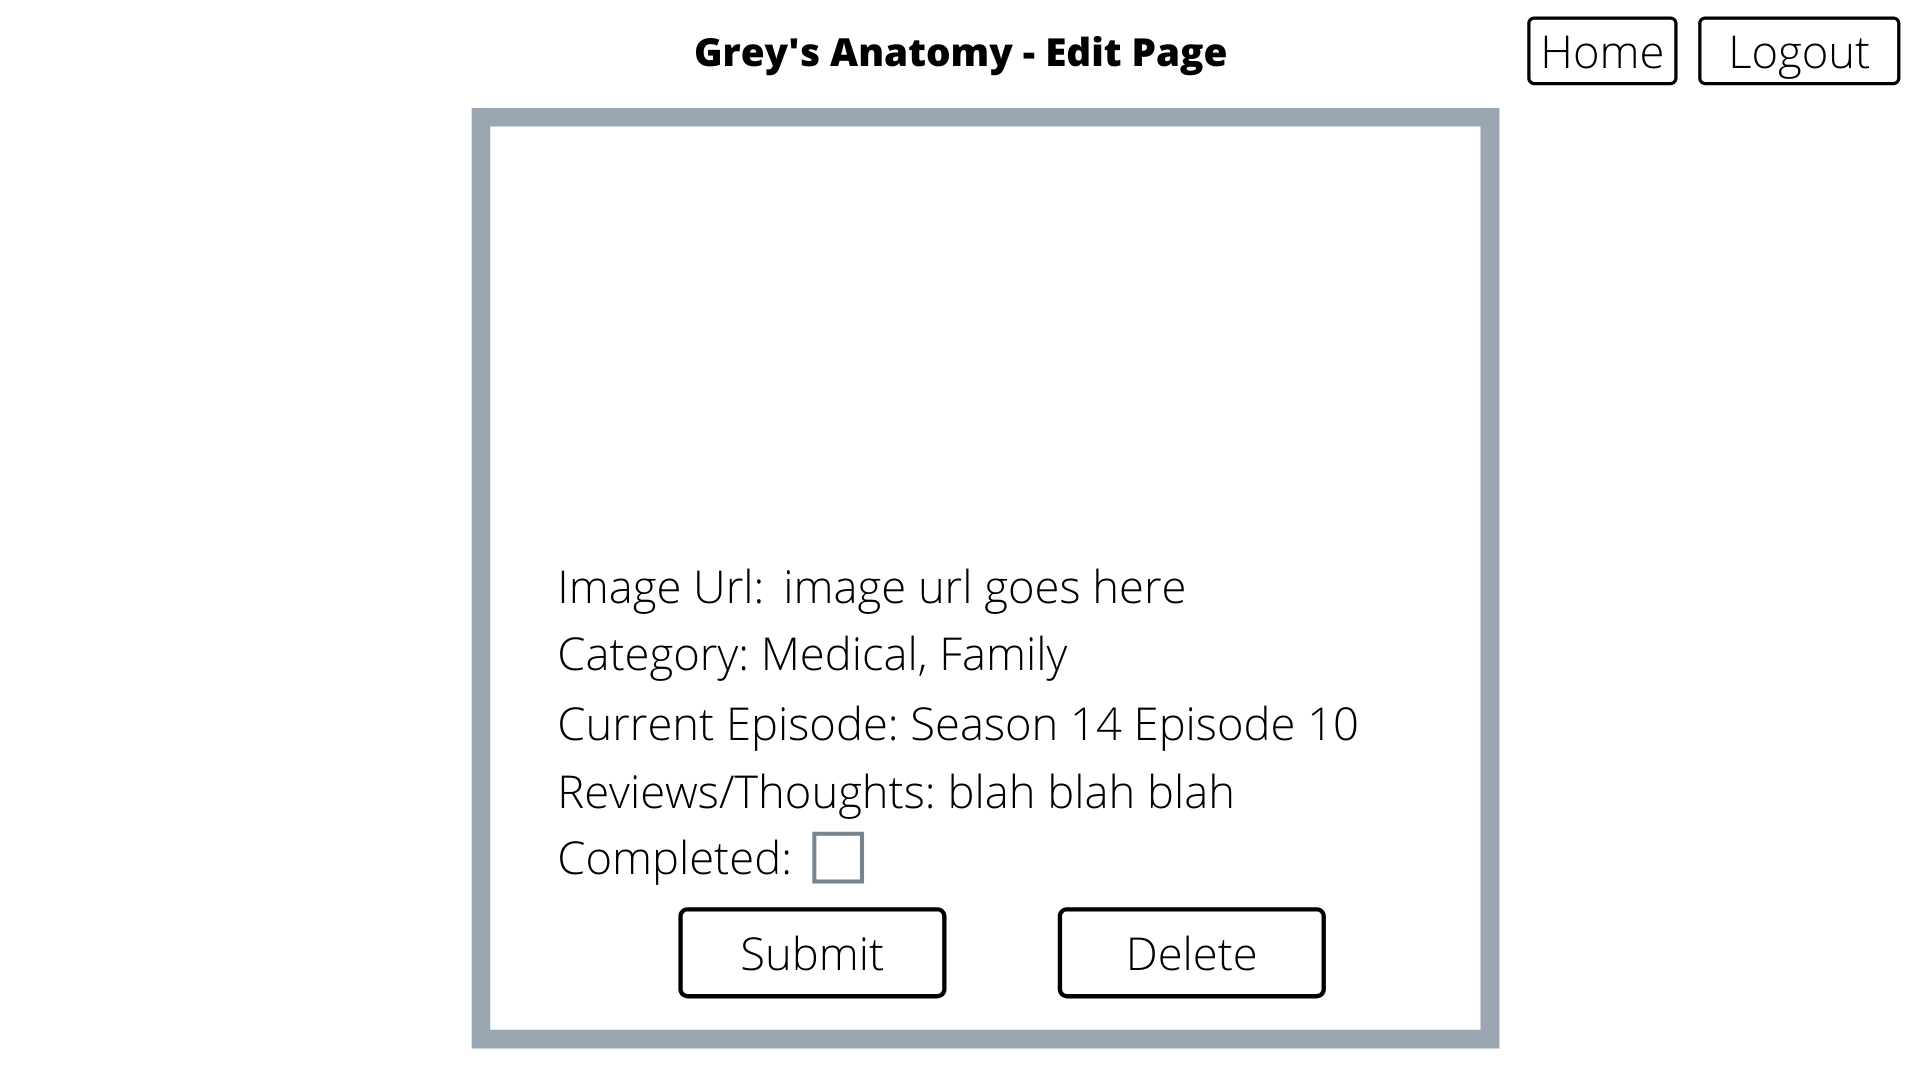 Grey's Anatomy - Edit Page
Home
Logout
Image Url: image url goes here
Category: Medical, Family
Current Episode: Season 14 Episode 10
Reviews/Thoughts: blah blah blah
Completed:
Submit
Delete